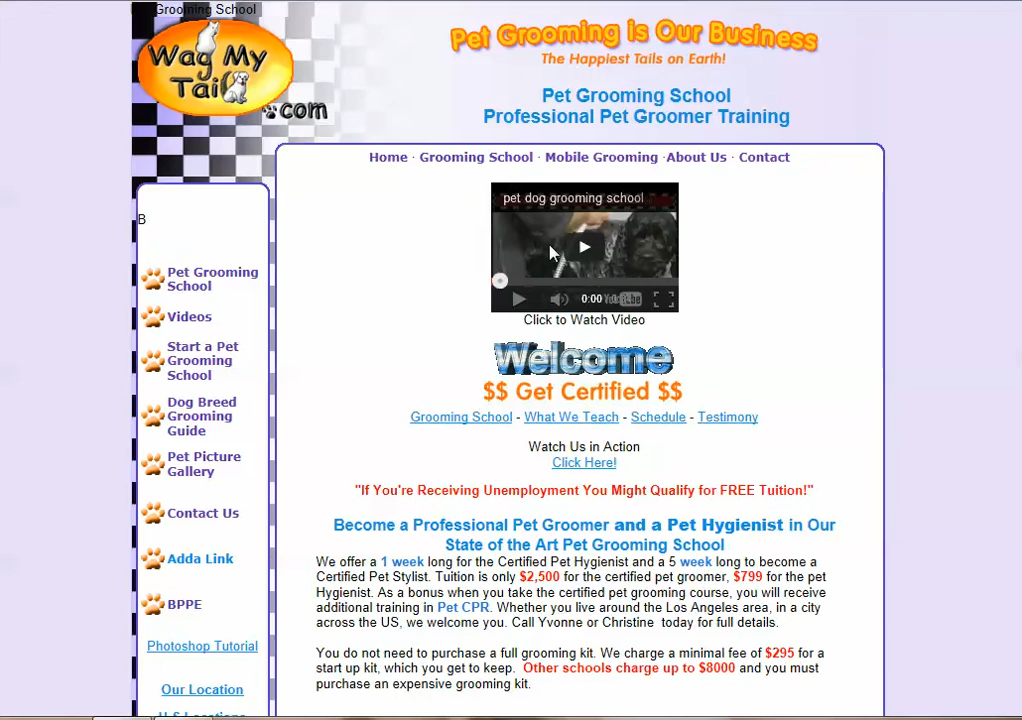 Grooming School
Wag My
Tail
.com
Pet Grooming is Our Business
The Happiest Tails on Earth!
Pet Grooming School
Professional Pet Groomer Training
Home · Grooming School · Mobile Grooming ·About Us · Contact
B
Pet Grooming
School
Videos
Start a Pet
Grooming
School
Dog Breed
Grooming
Guide
Pet Picture
Gallery
Contact Us
Adda Link
BPPE
Photoshop Tutorial
Our Location
U.S Locations
pet dog grooming school
0:00
YouTube
Click to Watch Video
Welcome
$$ Get Certified $$
Grooming School - What We Teach - Schedule - Testimony
Watch Us in Action
Click Here!
"If You're Receiving Unemployment You Might Qualify for FREE Tuition!"
Become a Professional Pet Groomer and a Pet Hygienist in Our
State of the Art Pet Grooming School
We offer a 1 week long for the Certified Pet Hygienist and a 5 week long to become a
Certified Pet Stylist. Tuition is only $2,500 for the certified pet groomer, $799 for the pet
Hygienist. As a bonus when you take the certified pet grooming course, you will receive
additional training in Pet CPR. Whether you live around the Los Angeles area, in a city
across the US, we welcome you. Call Yvonne or Christine today for full details.
You do not need to purchase a full grooming kit. We charge a minimal fee of $295 for a
start up kit, which you get to keep. Other schools charge up to $8000 and you must
purchase an expensive grooming kit.